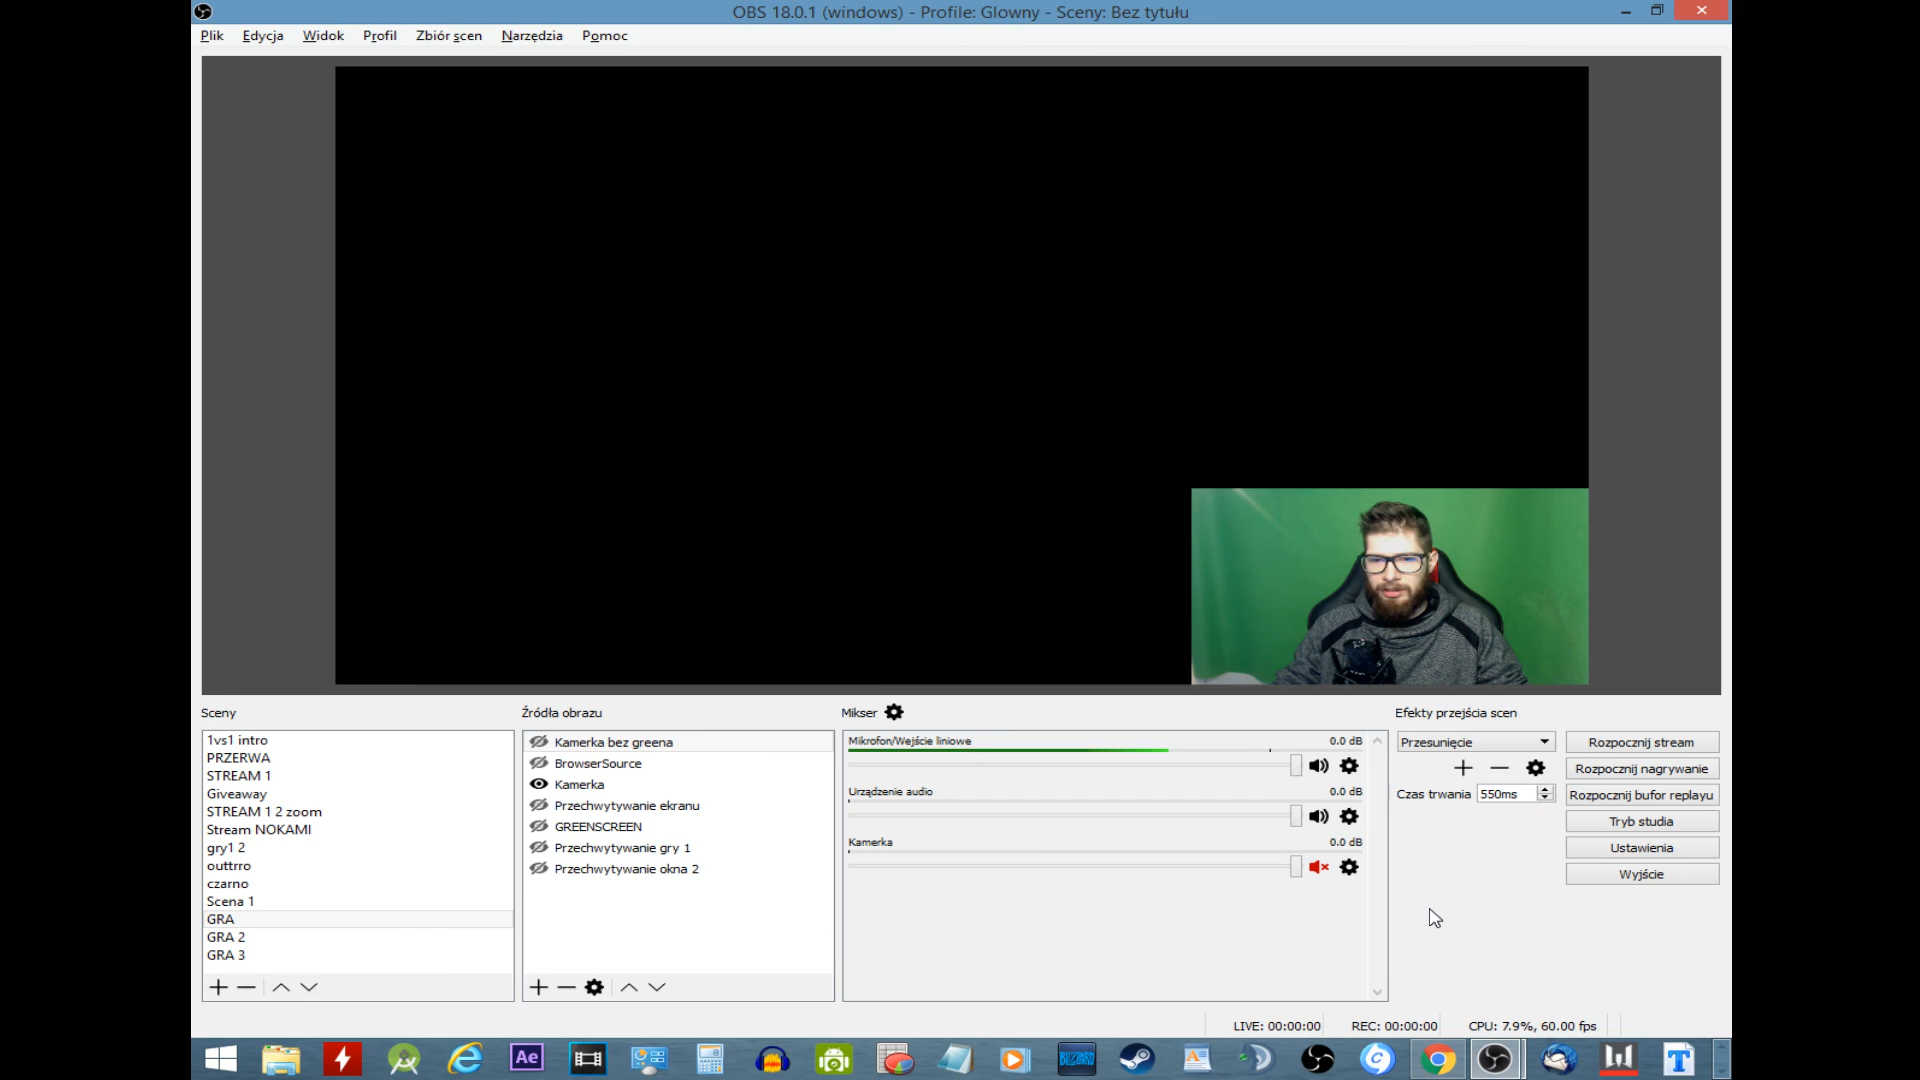 OBS 18.0.1 (windows) - Profile: Glowny - Sceny: Bez tytułu
Plik Edycja Widok Profil Zbiór scen Narzędzia Pomoc
Sceny
1vs1 intro
PRZERWA
STREAM 1
Giveaway
STREAM 1 2 zoom
Stream NOKAMI
gry1 2
outtrro
czarno
Scena 1
GRA
GRA 2
GRA 3
Źródła obrazu
Kamerka bez greena
BrowserSource
Kamerka
Przechwytywanie ekranu
GREENSCREEN
Przechwytywanie gry 1
Przechwytywanie okna 2
Mikser
Mikrofon/Wejście liniowe 0.0 dB
Urządzenie audio 0.0 dB
Kamerka 0.0 dB
Efekty przejścia scen
Przesunięcie
Czas trwania 550ms
Rozpocznij stream
Rozpocznij nagrywanie
Rozpocznij bufor replayu
Tryb studia
Ustawienia
Wyjście
LIVE: 00:00:00 REC: 00:00:00 CPU: 7.9%, 60.00 fps
Ae
BLIZZARD